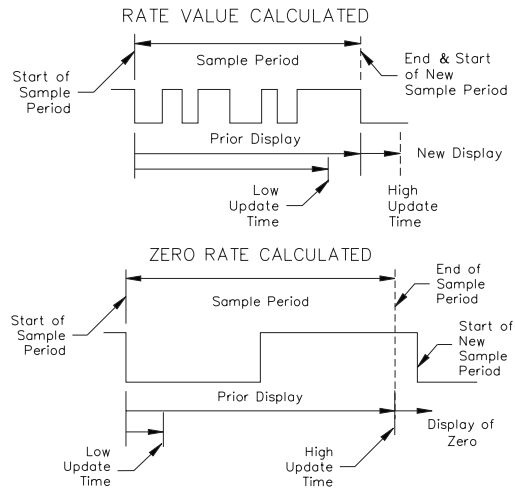 RATE VALUE CALCULATED
Start of
Sample
Period
Sample Period
End & Start
of New
Sample Period
Prior Display
New Display
Low
Update
Time
High
Update
Time
ZERO RATE CALCULATED
Start of
Sample
Period
Sample Period
End of
Sample
Period
Start of
New
Sample
Period
Prior Display
Display of
Zero
Low
Update
Time
High
Update
Time